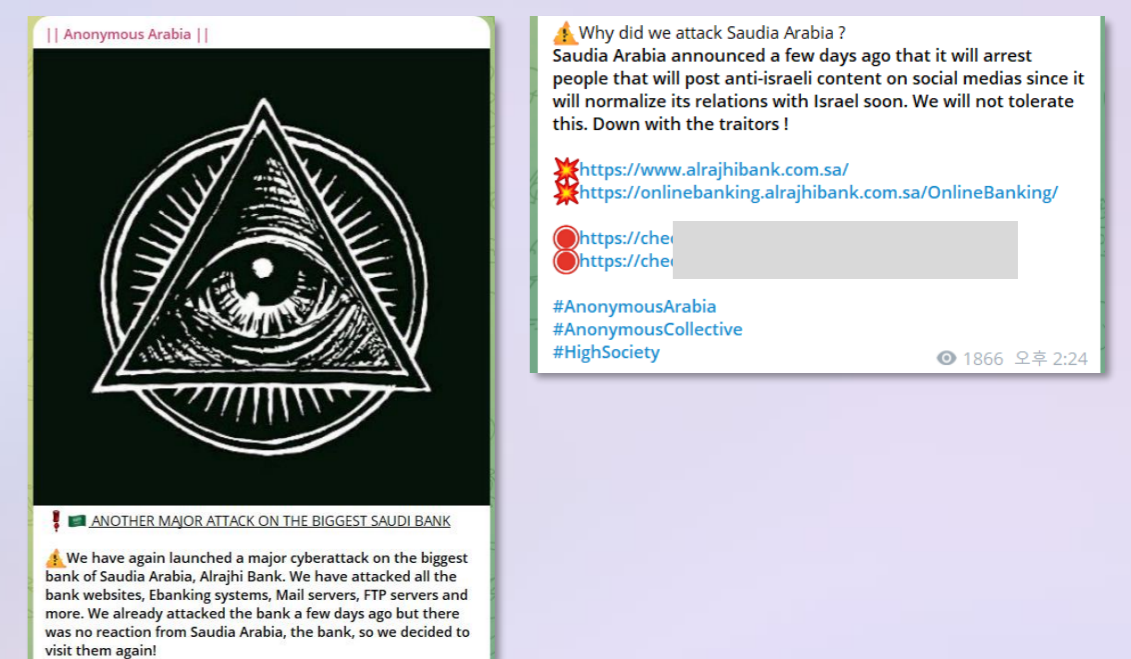 || Anonymous Arabia ||
ANOTHER MAJOR ATTACK ON THE BIGGEST SAUDI BANK
We have again launched a major cyberattack on the biggest
bank of Saudia Arabia, Alrajhi Bank. We have attacked all the
bank websites, Ebanking systems, Mail servers, FTP servers and
more. We already attacked the bank a few days ago but there
was no reaction from Saudia Arabia, the bank, so we decided to
visit them again!
Why did we attack Saudia Arabia ?
Saudia Arabia announced a few days ago that it will arrest
people that will post anti-israeli content on social medias since it
will normalize its relations with Israel soon. We will not tolerate
this. Down with the traitors !
https://www.alrajhibank.com.sa/
https://onlinebanking.alrajhibank.com.sa/OnlineBanking/
https://che
https://che
#AnonymousArabia
#AnonymousCollective
#HighSociety
1866 오후 2:24